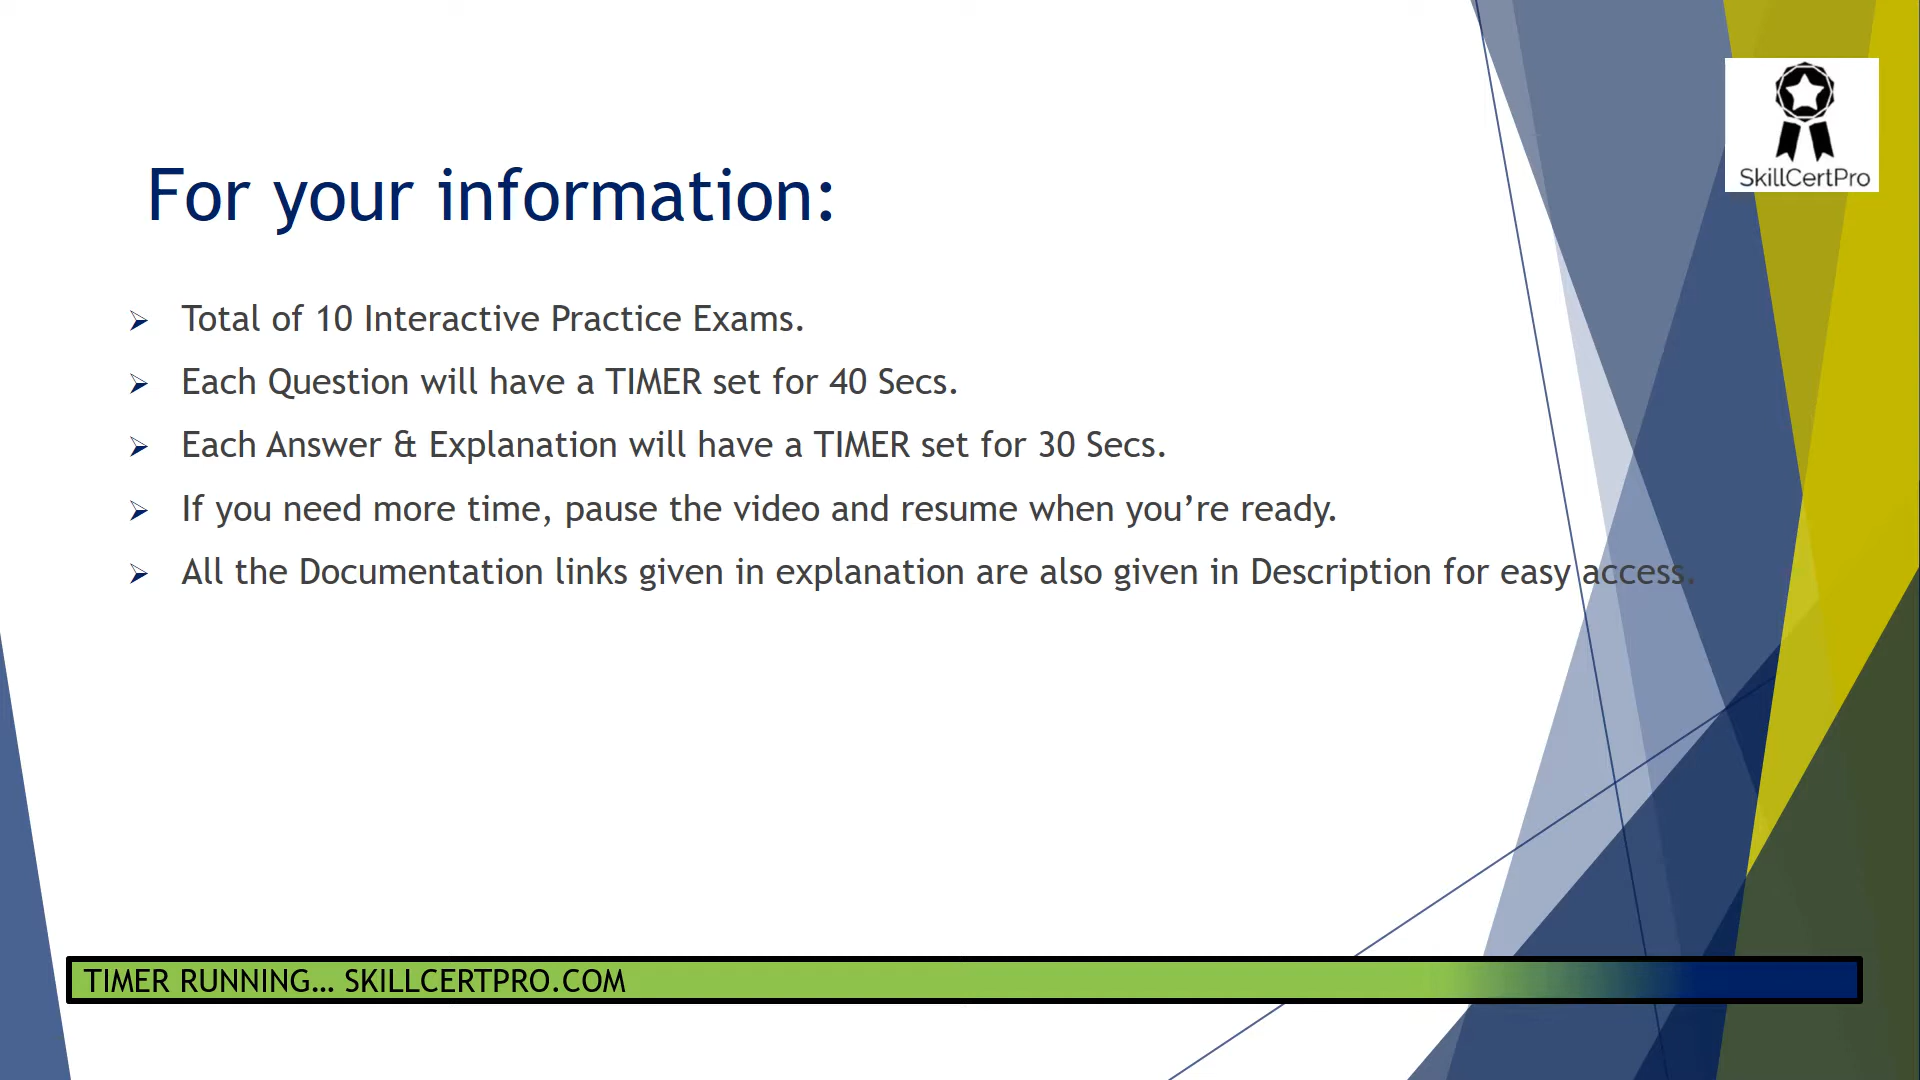 SkillCertPro
For your information:
➢ Total of 10 Interactive Practice Exams.
➢ Each Question will have a TIMER set for 40 Secs.
➢ Each Answer & Explanation will have a TIMER set for 30 Secs.
➢ If you need more time, pause the video and resume when you’re ready.
➢ All the Documentation links given in explanation are also given in Description for easy access.
TIMER RUNNING... SKILLCERTPRO.COM